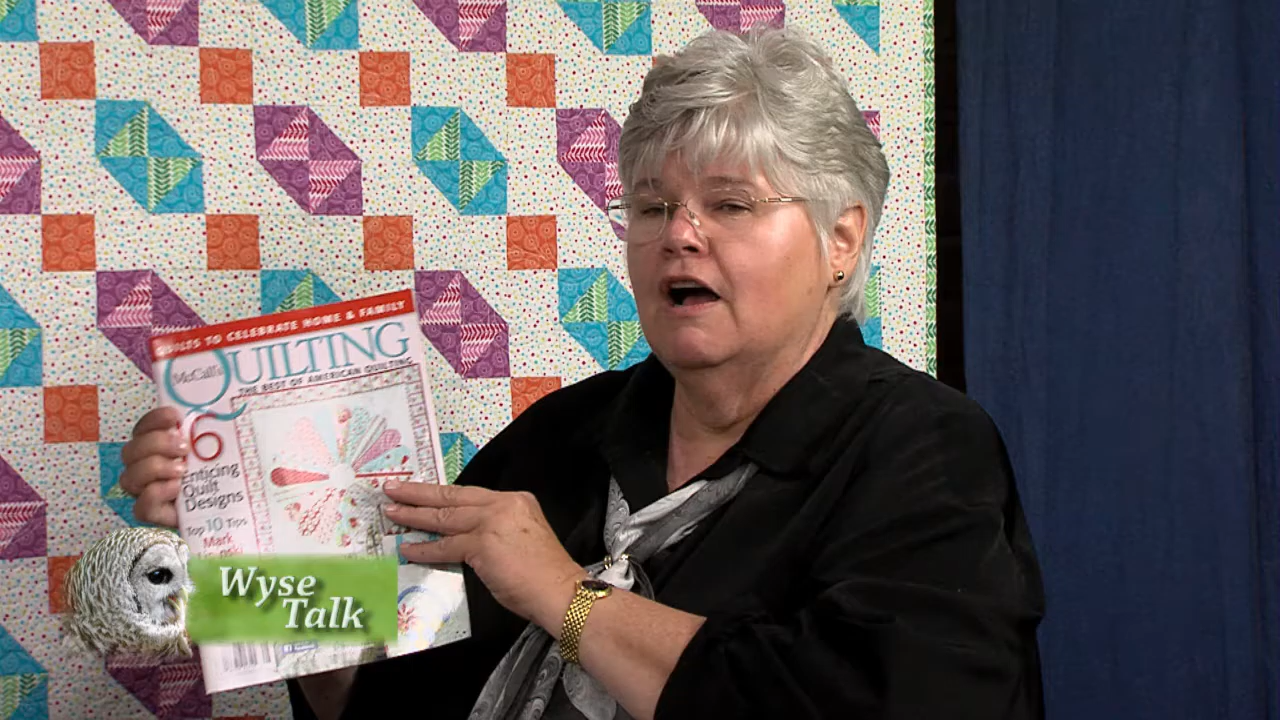 QUILTS TO CELEBRATE HOME & FAMILY
McCall's
QUILTING
THE BEST OF AMERICAN QUILTING
6
Enticing
Quilt
Designs
Top 10 Tips
Mark
Wyse
Talk